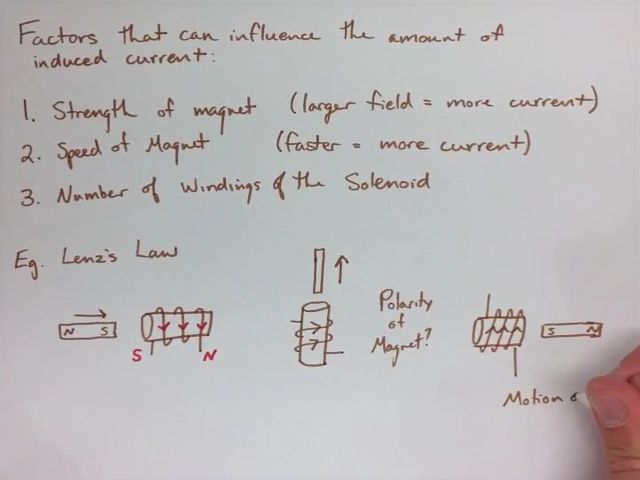 Factors that can influence the amount of
induced current:
1. Strength of magnet (larger field = more current)
2. Speed of Magnet (faster = more current)
3. Number of Windings of the Solenoid
Eg. Lenz's Law
N S
S N
Polarity
of
Magnet?
S N
Motion